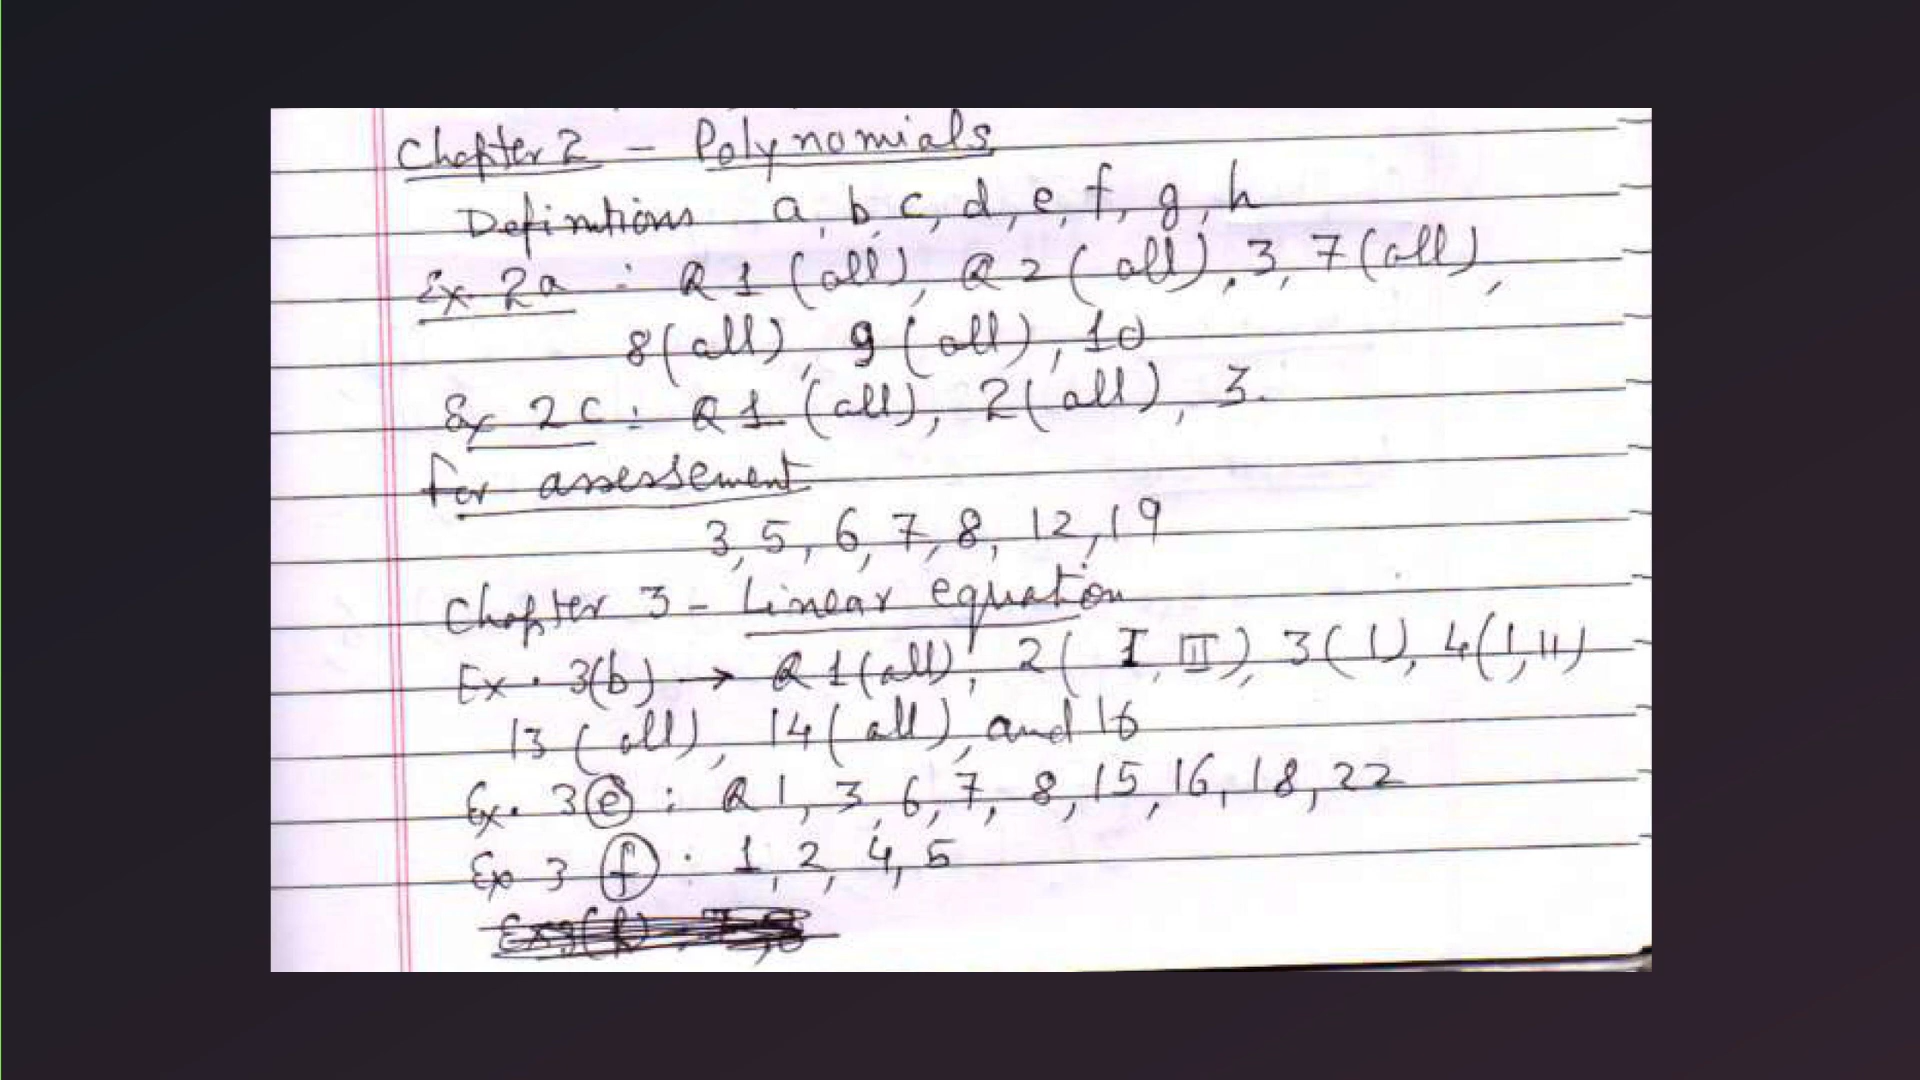 Chapter 2 - Polynomials
Definitions a, b, c, d, e, f, g, h
Ex 2a : Q 1 (all), Q 2 (all), 3, 7 (all),
8 (all), 9 (all), 10
Ex 2c : Q 1 (all), 2 (all), 3.
for assessement
3, 5, 6, 7, 8, 12, 19
Chapter 3 - Linear equation
Ex . 3(b) → Q 1 (all), 2 ( I, III ), 3 ( I ), 4 ( I, II )
13 (all), 14 (all), and 16
Ex . 3 (e) : Q 1, 3, 6, 7, 8, 15, 16, 18, 22
Ex 3 (f) : 1, 2, 4, 5